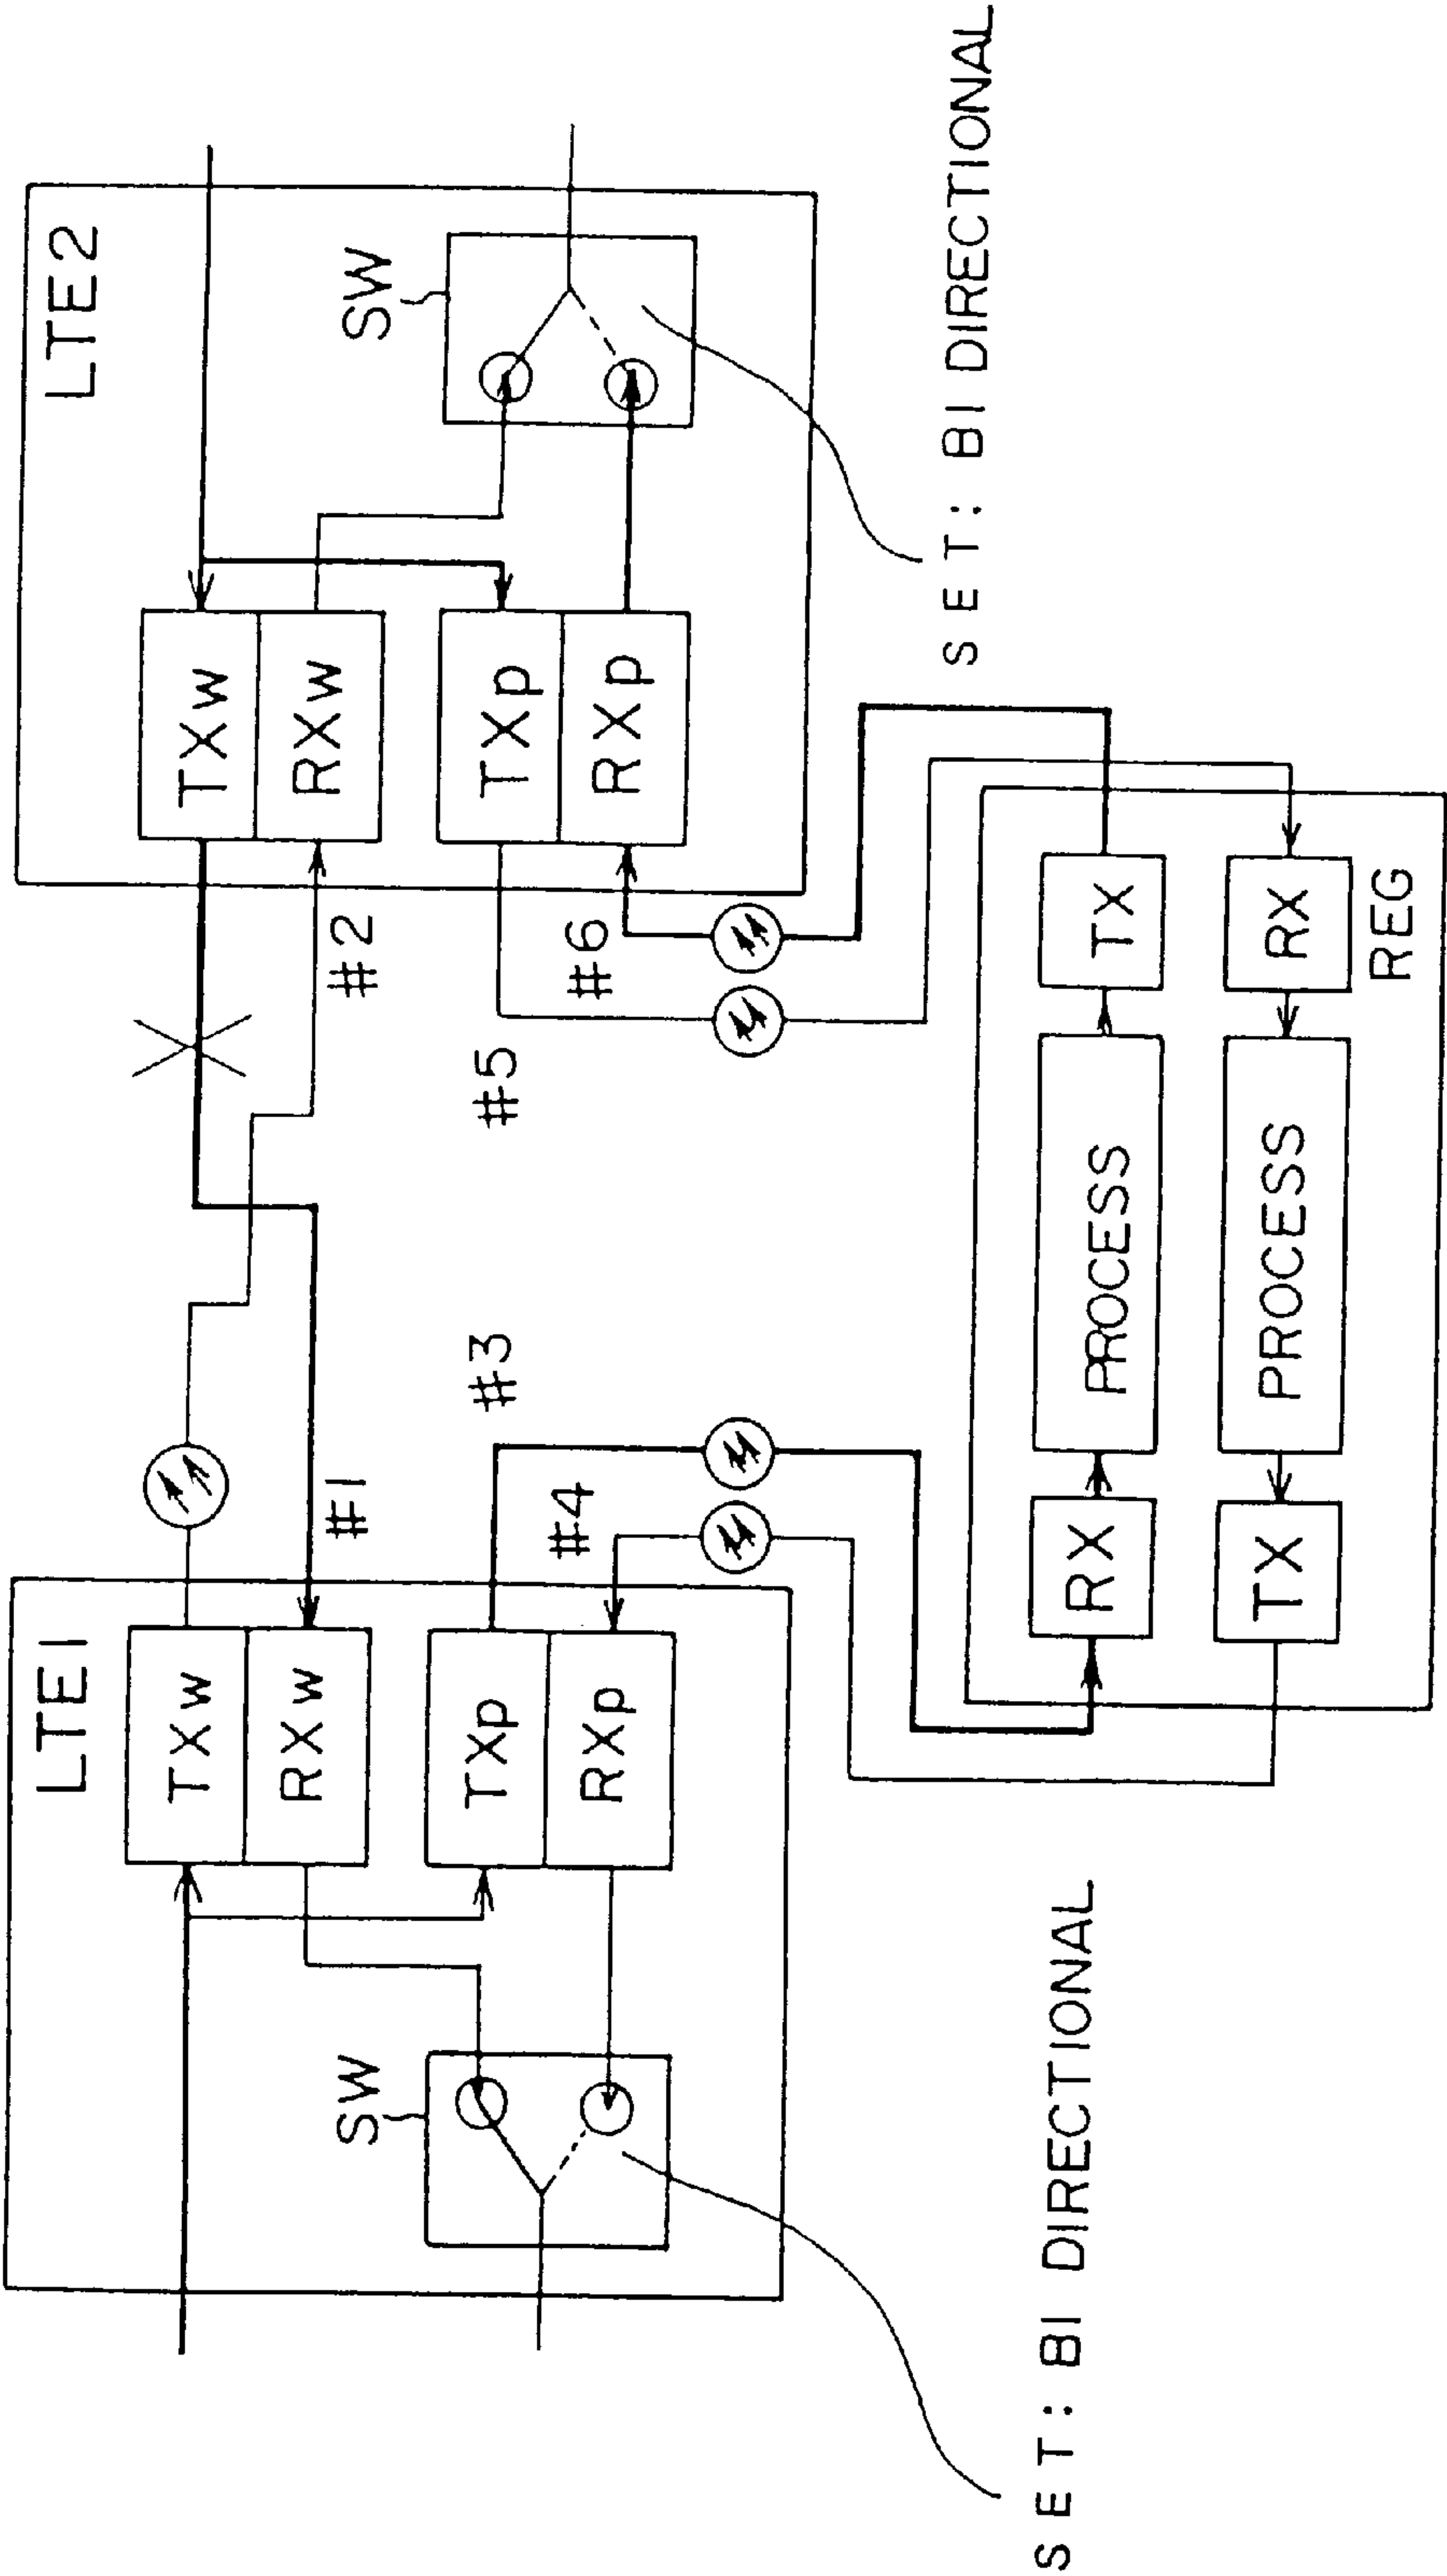 LTE1
LTE2
TXw
RXw
TXp
RXp
SW
#1
#2
#3
#4
#5
#6
TXw
RXw
TXp
RXp
SW
SET: BI DIRECTIONAL
SET: BI DIRECTIONAL
RX
PROCESS
TX
TX
PROCESS
RX
REG